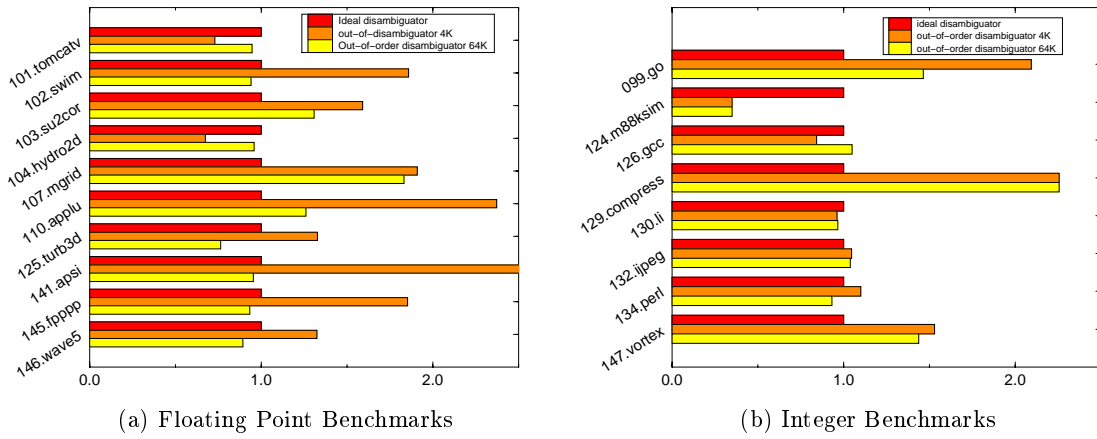 Ideal disambiguator
out-of-disambiguator 4K
Out-of-order disambiguator 64K
101.tomcatv
102.swim
103.su2cor
104.hydro2d
107.mgrid
110.applu
125.turb3d
141.apsi
145.fpppp
146.wave5
0.0 1.0 2.0
(a) Floating Point Benchmarks
ideal disambiguator
out-of-order disambiguator 4K
out-of-order disambiguator 64K
099.go
124.m88ksim
126.gcc
129.compress
130.li
132.ijpeg
134.perl
147.vortex
0.0 1.0 2.0
(b) Integer Benchmarks